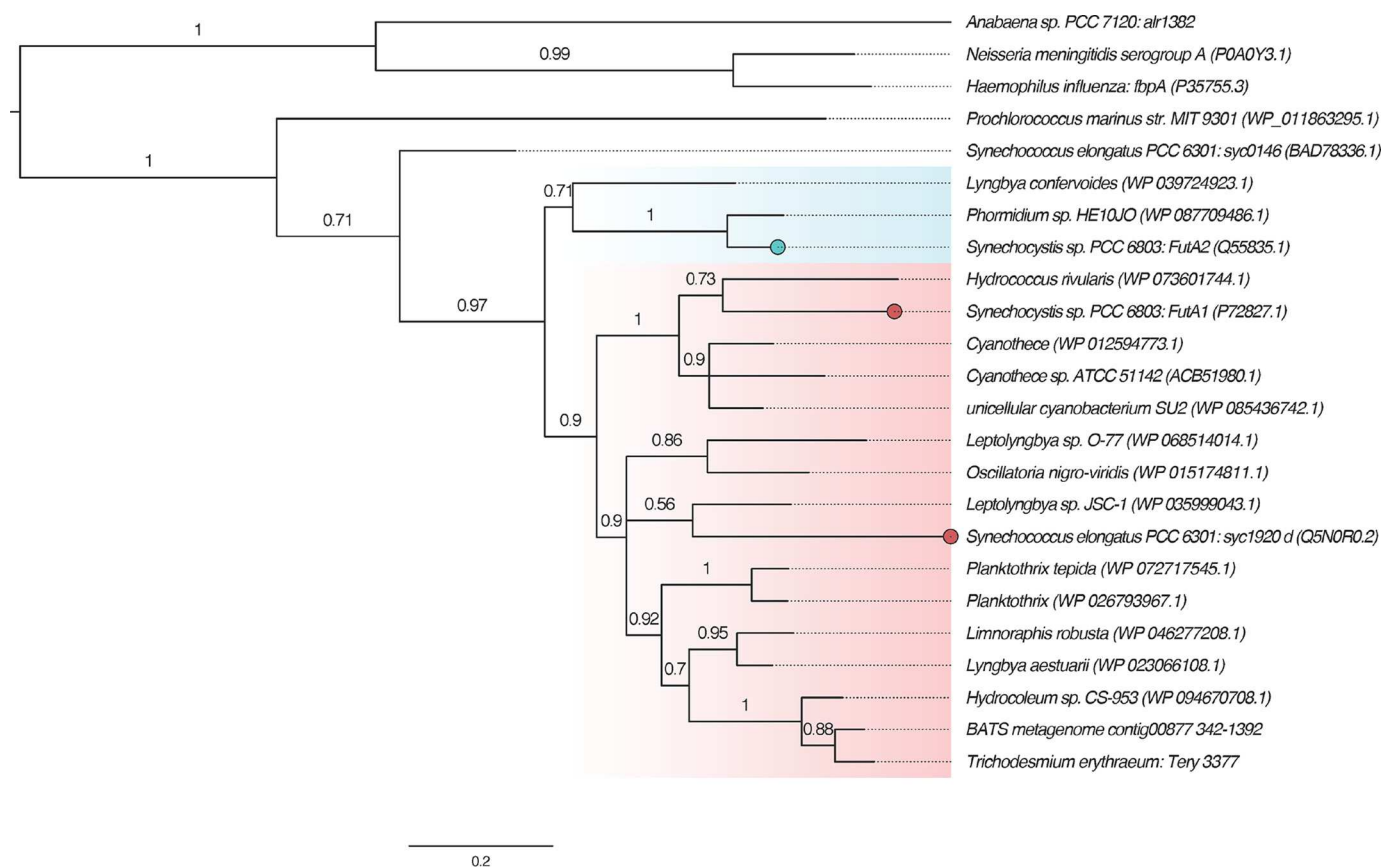 Anabaena sp. PCC 7120: alr1382
1
Neisseria meningitidis serogroup A (P0A0Y3.1)
0.99
Haemophilus influenza: fbpA (P35755.3)
Prochlorococcus marinus str. MIT 9301 (WP_011863295.1)
1
Synechococcus elongatus PCC 6301: syc0146 (BAD78336.1)
Lyngbya confervoides (WP 039724923.1)
0.71
Phormidium sp. HE10JO (WP 087709486.1)
1
0.71
Synechocystis sp. PCC 6803: FutA2 (Q55835.1)
Hydrococcus rivularis (WP 073601744.1)
0.73
0.97
Synechocystis sp. PCC 6803: FutA1 (P72827.1)
1
Cyanothece (WP 012594773.1)
0.9
Cyanothece sp. ATCC 51142 (ACB51980.1)
unicellular cyanobacterium SU2 (WP 085436742.1)
0.9
Leptolyngbya sp. O-77 (WP 068514014.1)
0.86
Oscillatoria nigro-viridis (WP 015174811.1)
Leptolyngbya sp. JSC-1 (WP 035999043.1)
0.56
0.9
Synechococcus elongatus PCC 6301: syc1920 d (Q5N0R0.2)
Planktothrix tepida (WP 072717545.1)
1
Planktothrix (WP 026793967.1)
0.92
Limnoraphis robusta (WP 046277208.1)
0.95
Lyngbya aestuarii (WP 023066108.1)
0.7
Hydrocoleum sp. CS-953 (WP 094670708.1)
1
BATS metagenome contig00877 342-1392
0.88
Trichodesmium erythraeum: Tery 3377
0.2